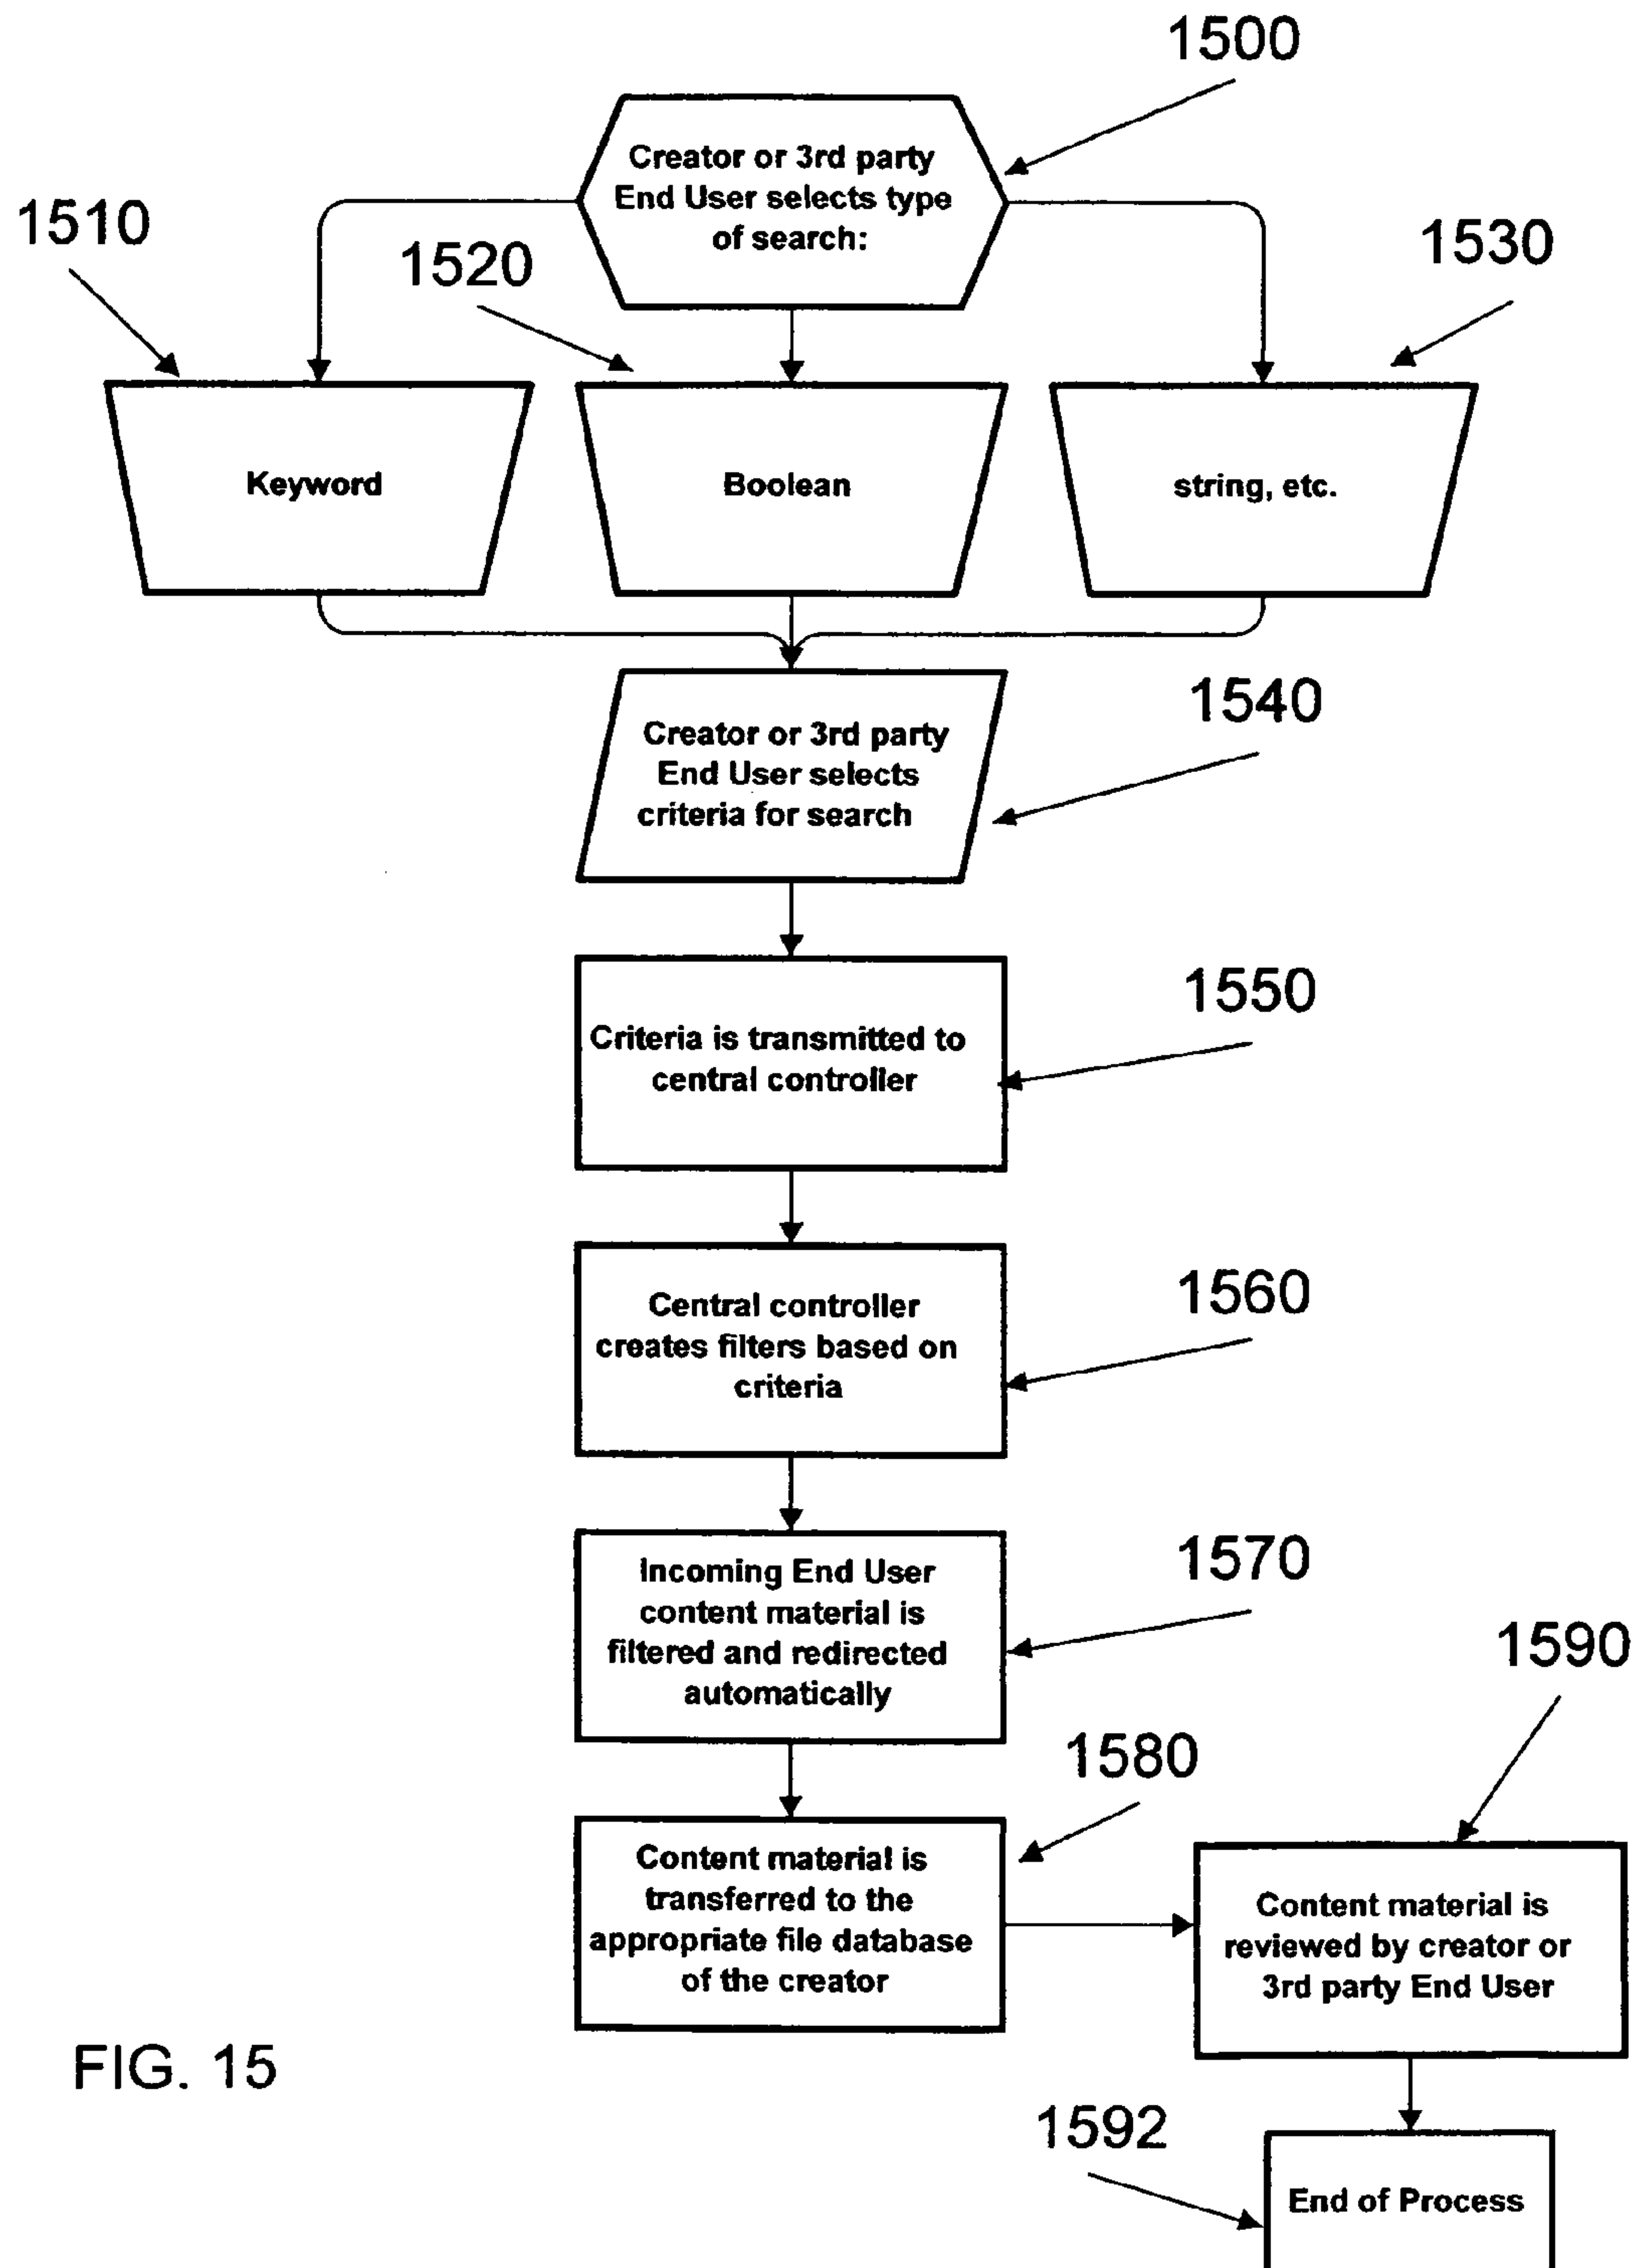 1500
Creator or 3rd party
End User selects type
of search:
1510
1520
1530
Keyword
Boolean
string, etc.
1540
Creator or 3rd party
End User selects
criteria for search
1550
Criteria is transmitted to
central controller
1560
Central controller
creates filters based on
criteria
1570
Incoming End User
content material is
filtered and redirected
automatically
1580
1590
Content material is
transferred to the
appropriate file database
of the creator
Content material is
reviewed by creator or
3rd party End User
FIG. 15
1592
End of Process